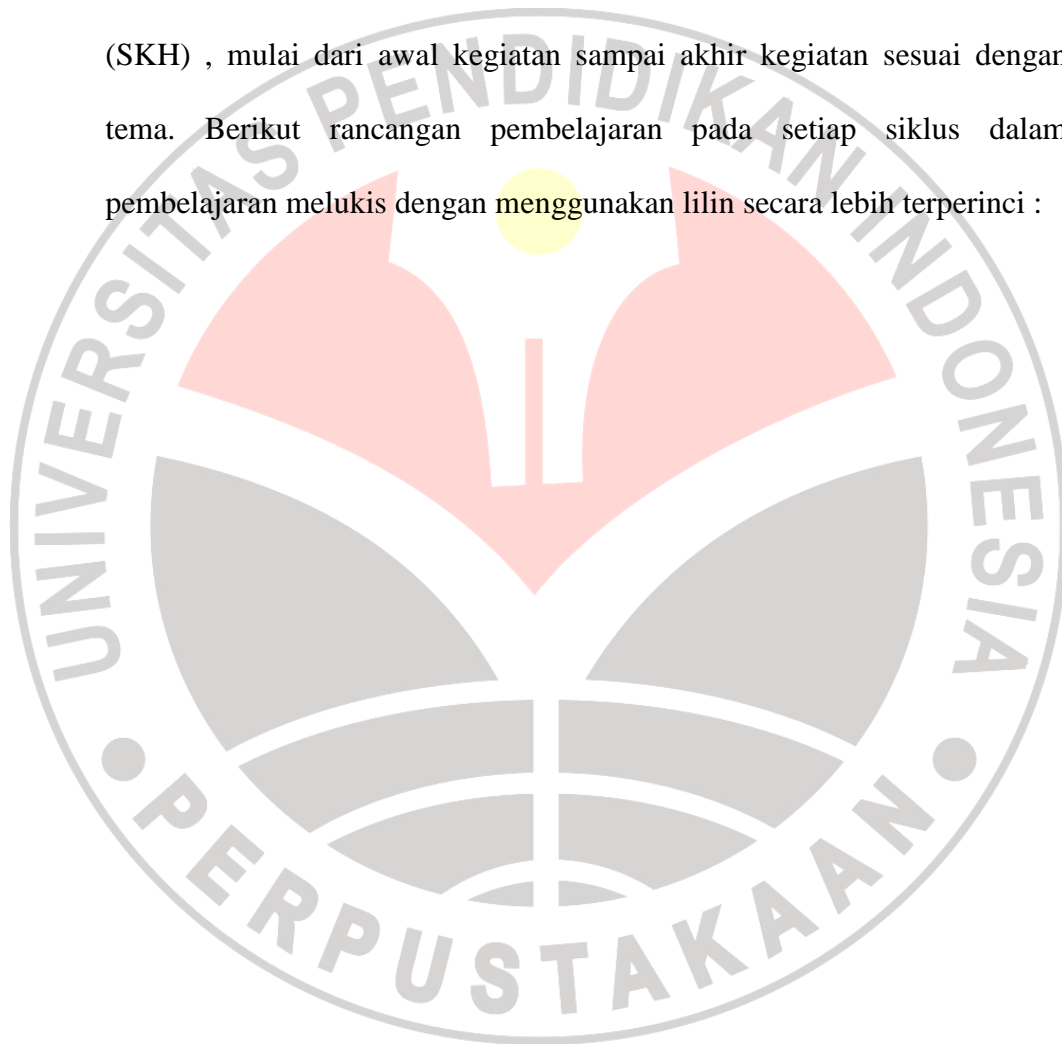 (SKH) , mulai dari awal kegiatan sampai akhir kegiatan sesuai dengan
tema. Berikut rancangan pembelajaran pada setiap siklus dalam
pembelajaran melukis dengan menggunakan lilin secara lebih terperinci :
UNIVERSITAS PENDIDIKAN INDONESIA
PERPUSTAKAAN